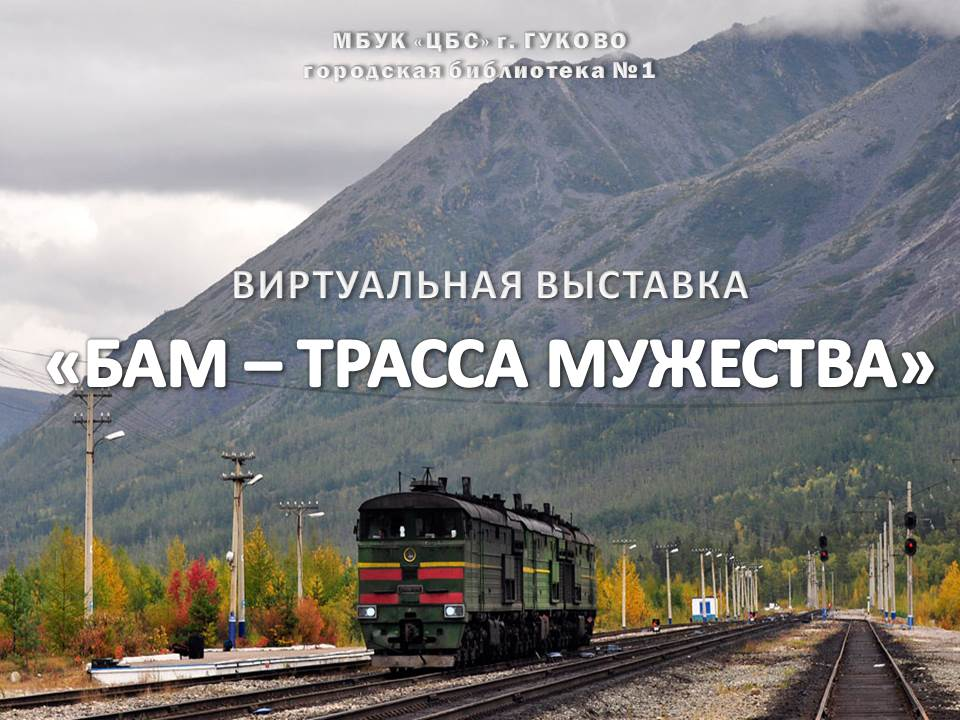 МБУК «ЦБС» г. ГУКОВО
городская библиотека №1
ВИРТУАЛЬНАЯ ВЫСТАВКА
«БАМ – ТРАССА МУЖЕСТВА»